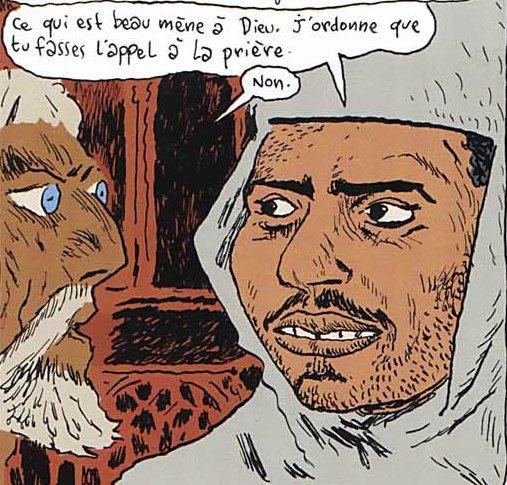 Ce qui est beau mène à Dieu. J'ordonne que
tu fasses l'appel à la prière.
Non.